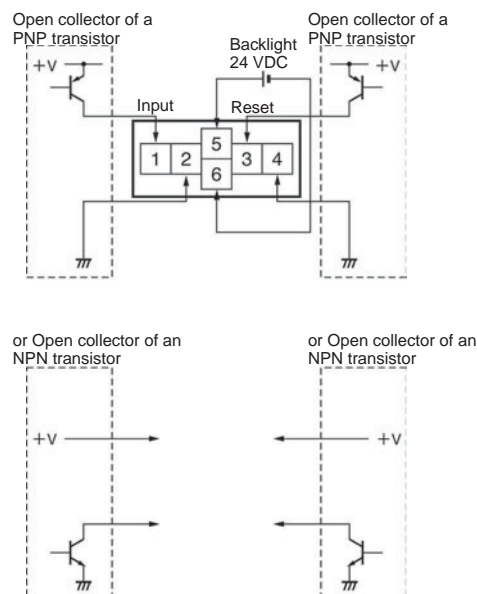 Open collector of a
PNP transistor
Open collector of a
PNP transistor
Backlight
24 VDC
+V
+V
Input
Reset
1 2 5 6 3 4
or Open collector of an
NPN transistor
or Open collector of an
NPN transistor
+V
+V